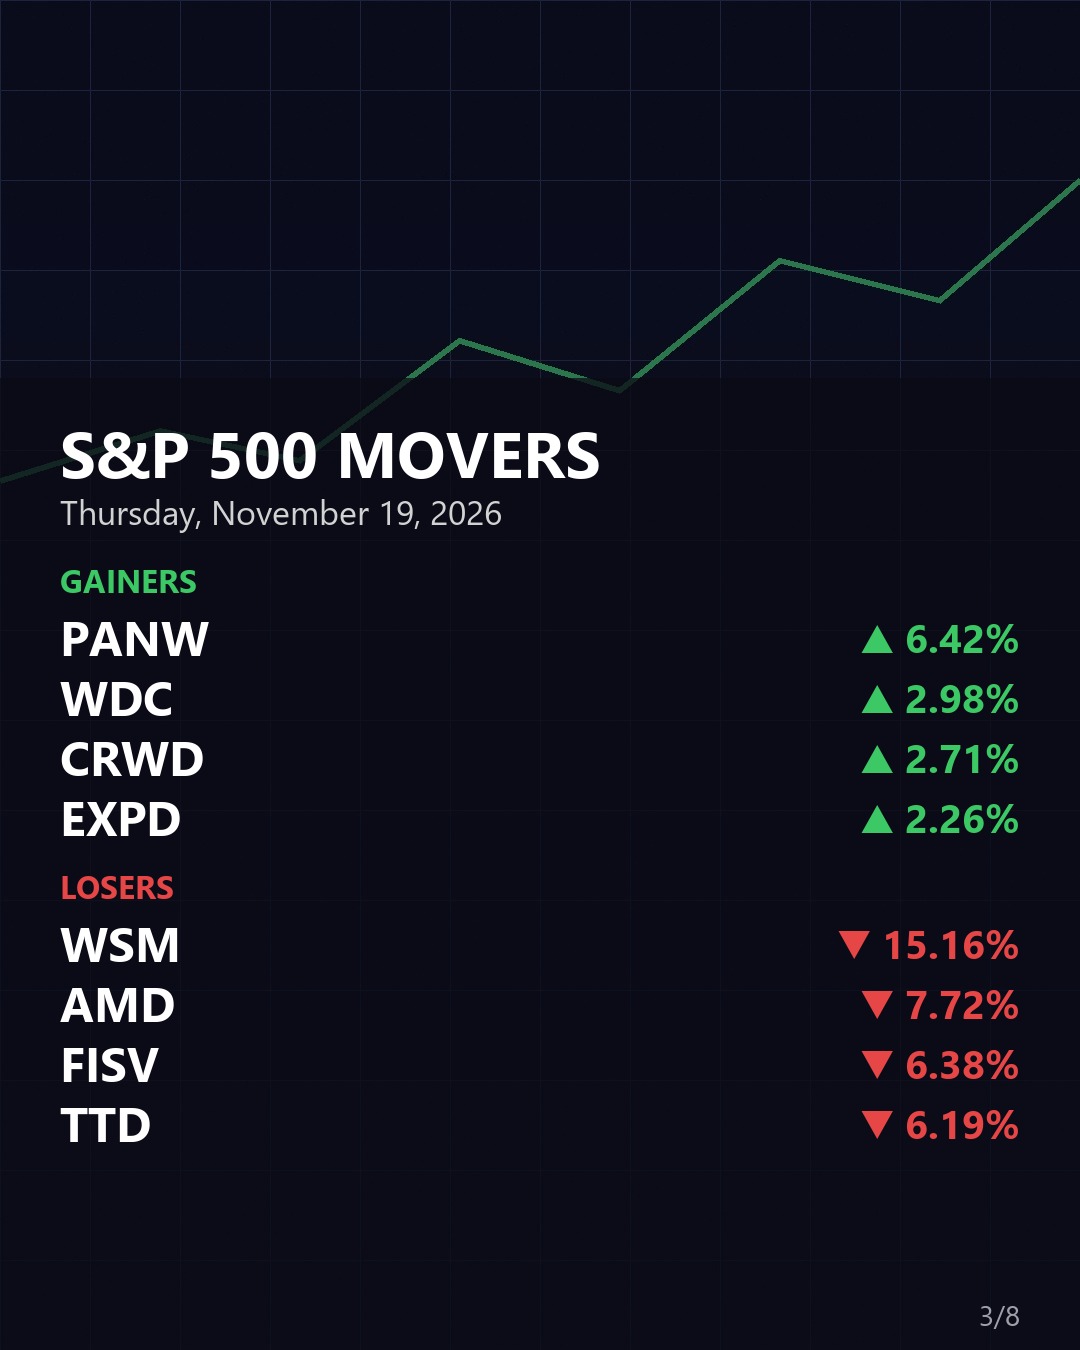 S&P 500 MOVERS
Thursday, November 19, 2026
GAINERS
PANW ▲ 6.42%
WDC ▲ 2.98%
CRWD ▲ 2.71%
EXPD ▲ 2.26%
LOSERS
WSM ▼ 15.16%
AMD ▼ 7.72%
FISV ▼ 6.38%
TTD ▼ 6.19%
3/8